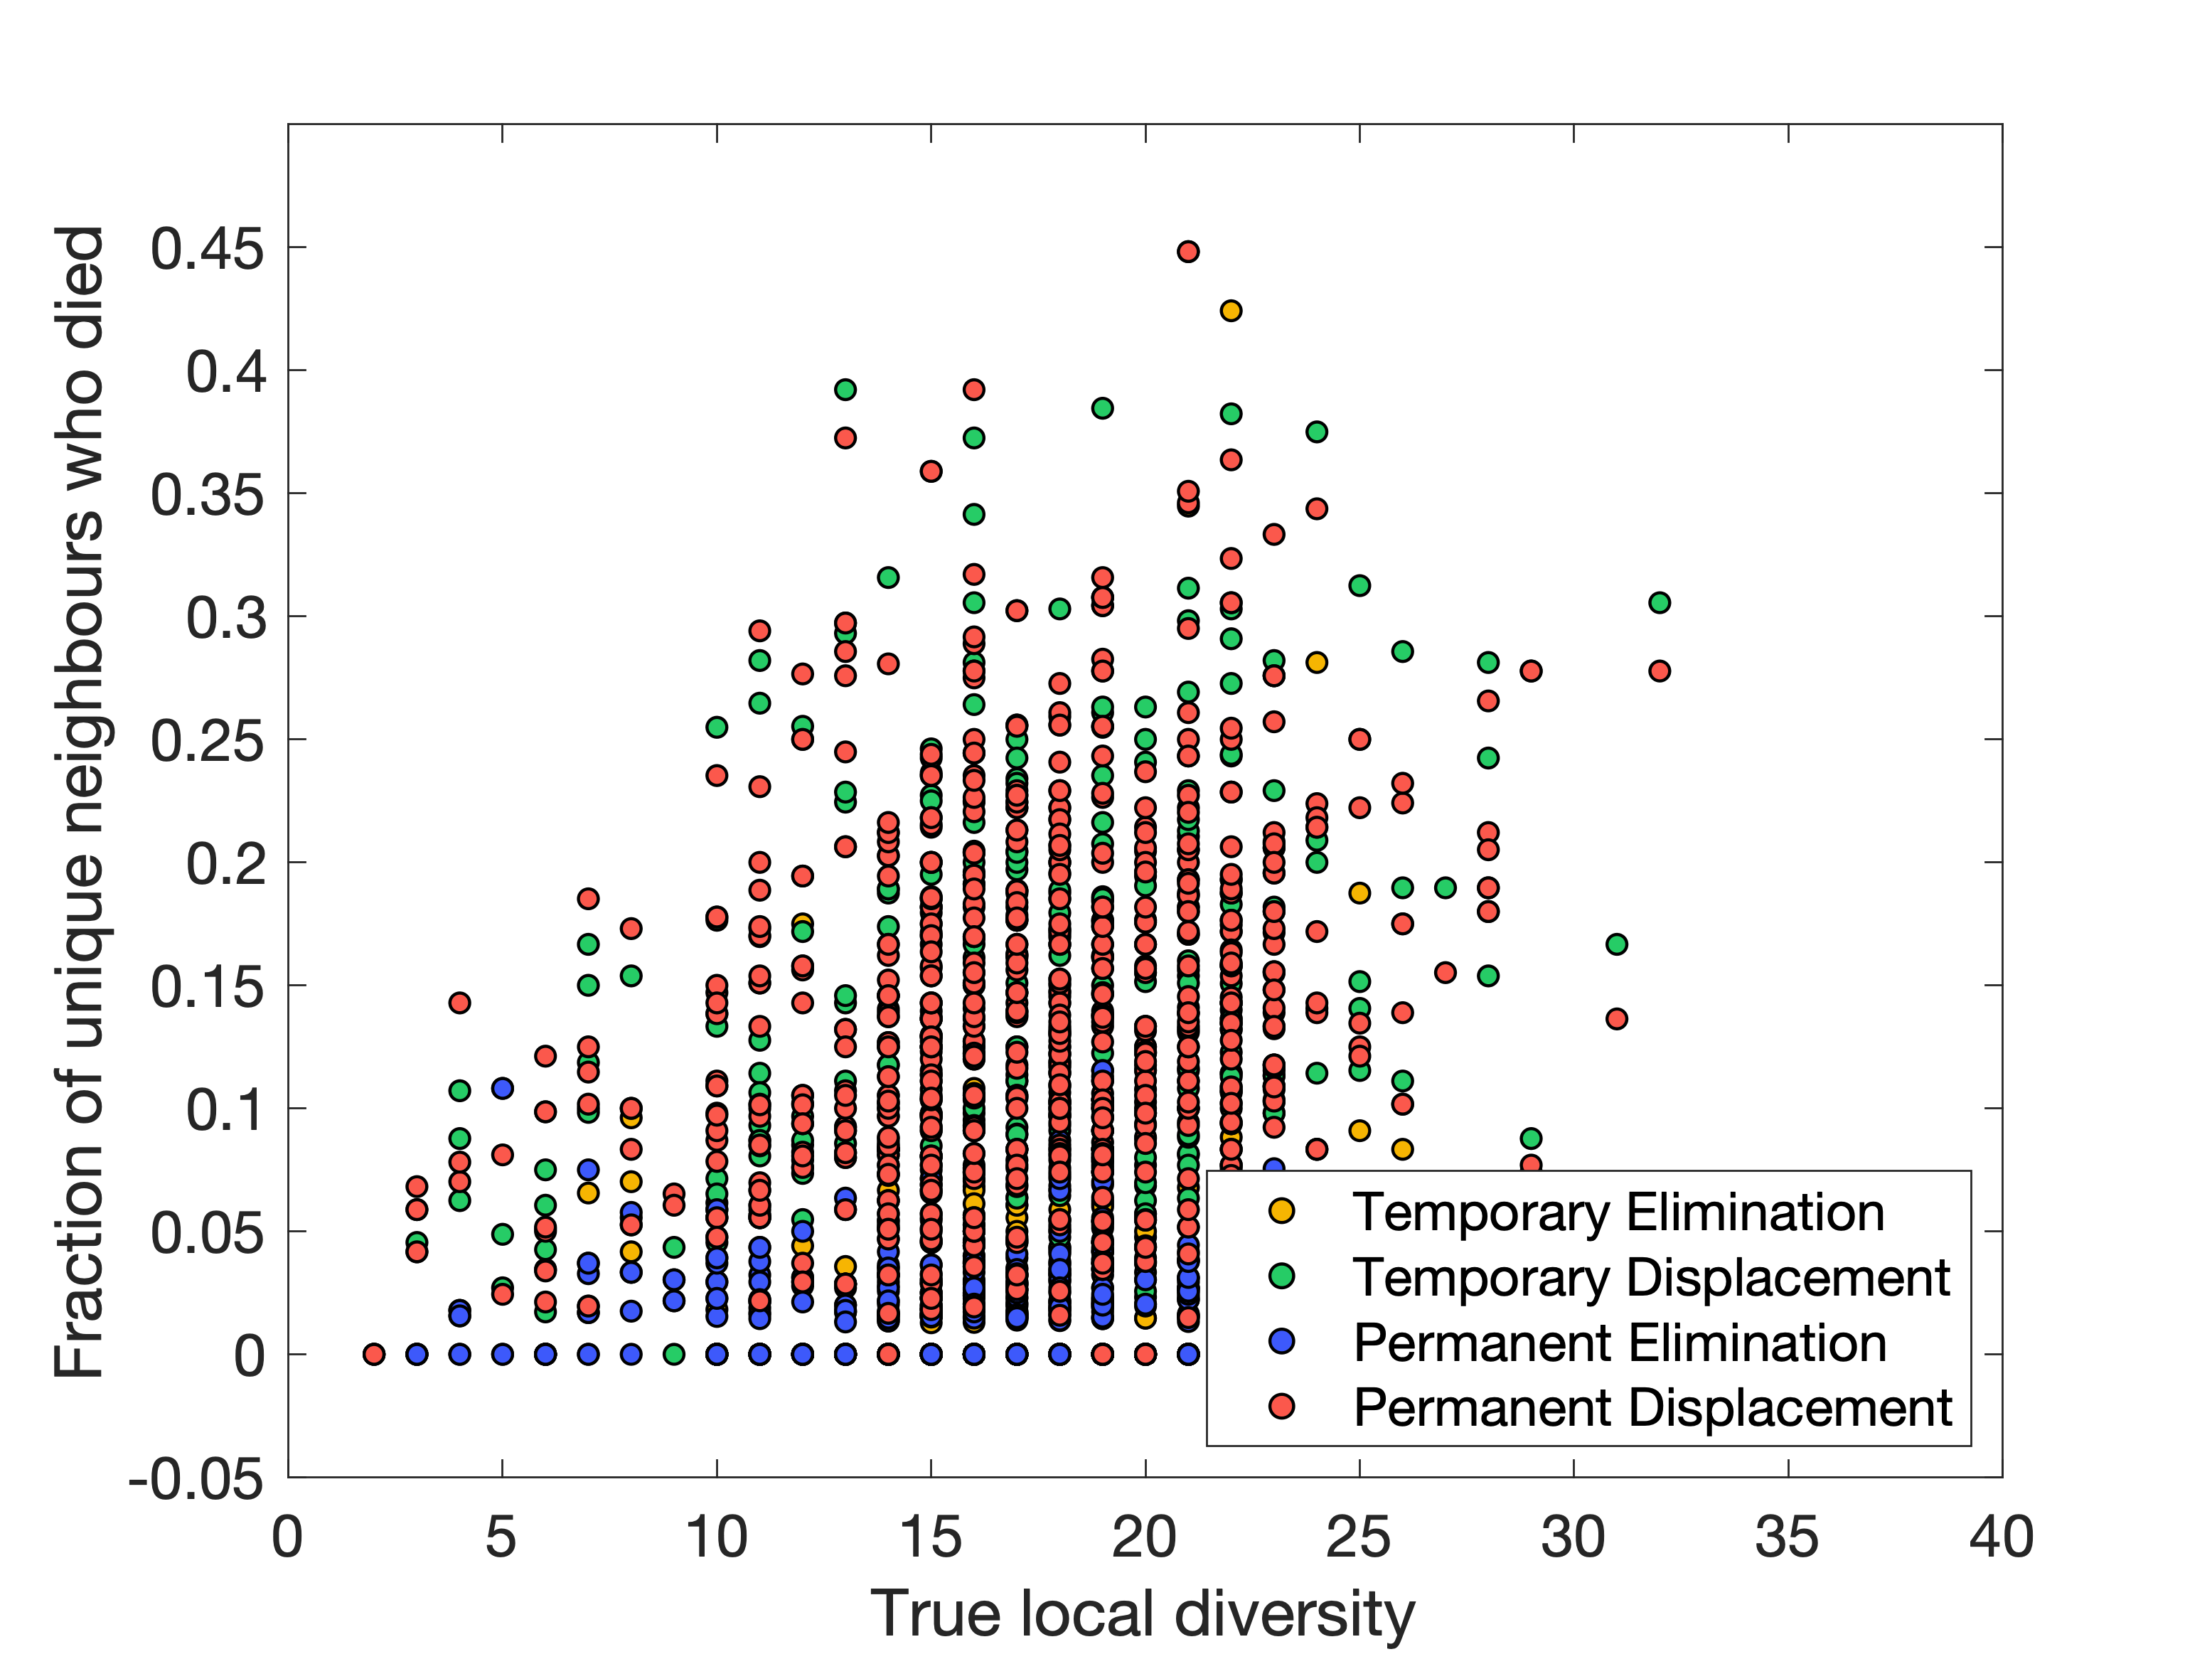 Fraction of unique neighbours who died
0.45
0.4
0.35
0.3
0.25
0.2
0.15
0.1
0.05
0
-0.05
Temporary Elimination
Temporary Displacement
Permanent Elimination
Permanent Displacement
0 5 10 15 20 25 30 35 40
True local diversity